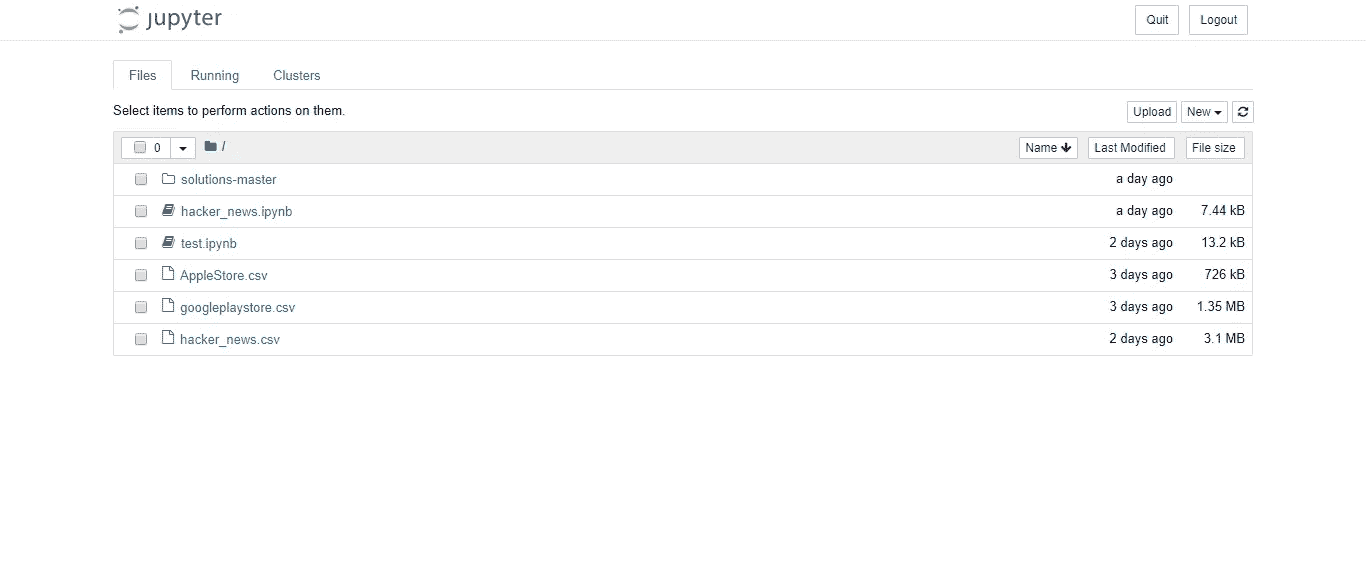 jupyter Quit Logout
Files Running Clusters
Select items to perform actions on them. Upload New
0 / Name Last Modified File size
solutions-master a day ago
hacker_news.ipynb a day ago 7.44 kB
test.ipynb 2 days ago 13.2 kB
AppleStore.csv 3 days ago 726 kB
googleplaystore.csv 3 days ago 1.35 MB
hacker_news.csv 2 days ago 3.1 MB